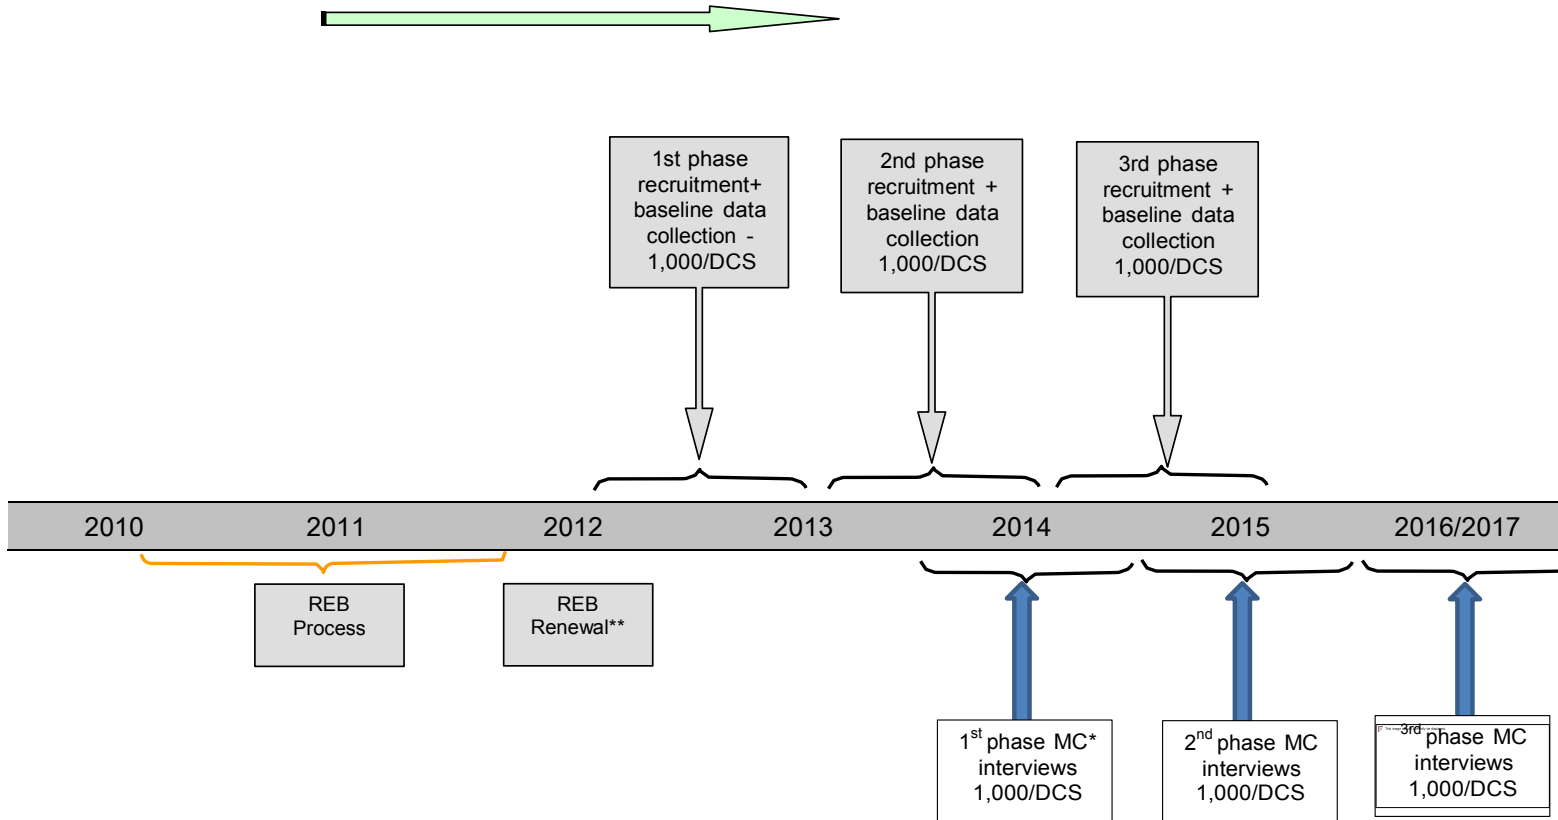 1st phase
recruitment+
baseline data
collection -
1,000/DCS
2nd phase
recruitment +
baseline data
collection
1,000/DCS
3rd phase
recruitment +
baseline data
collection
1,000/DCS
2010 2011 2012 2013 2014 2015 2016/2017
REB
Process
REB
Renewal**
1st phase MC*
interviews
1,000/DCS
2nd phase MC
interviews
1,000/DCS
3rd phase MC
interviews
1,000/DCS